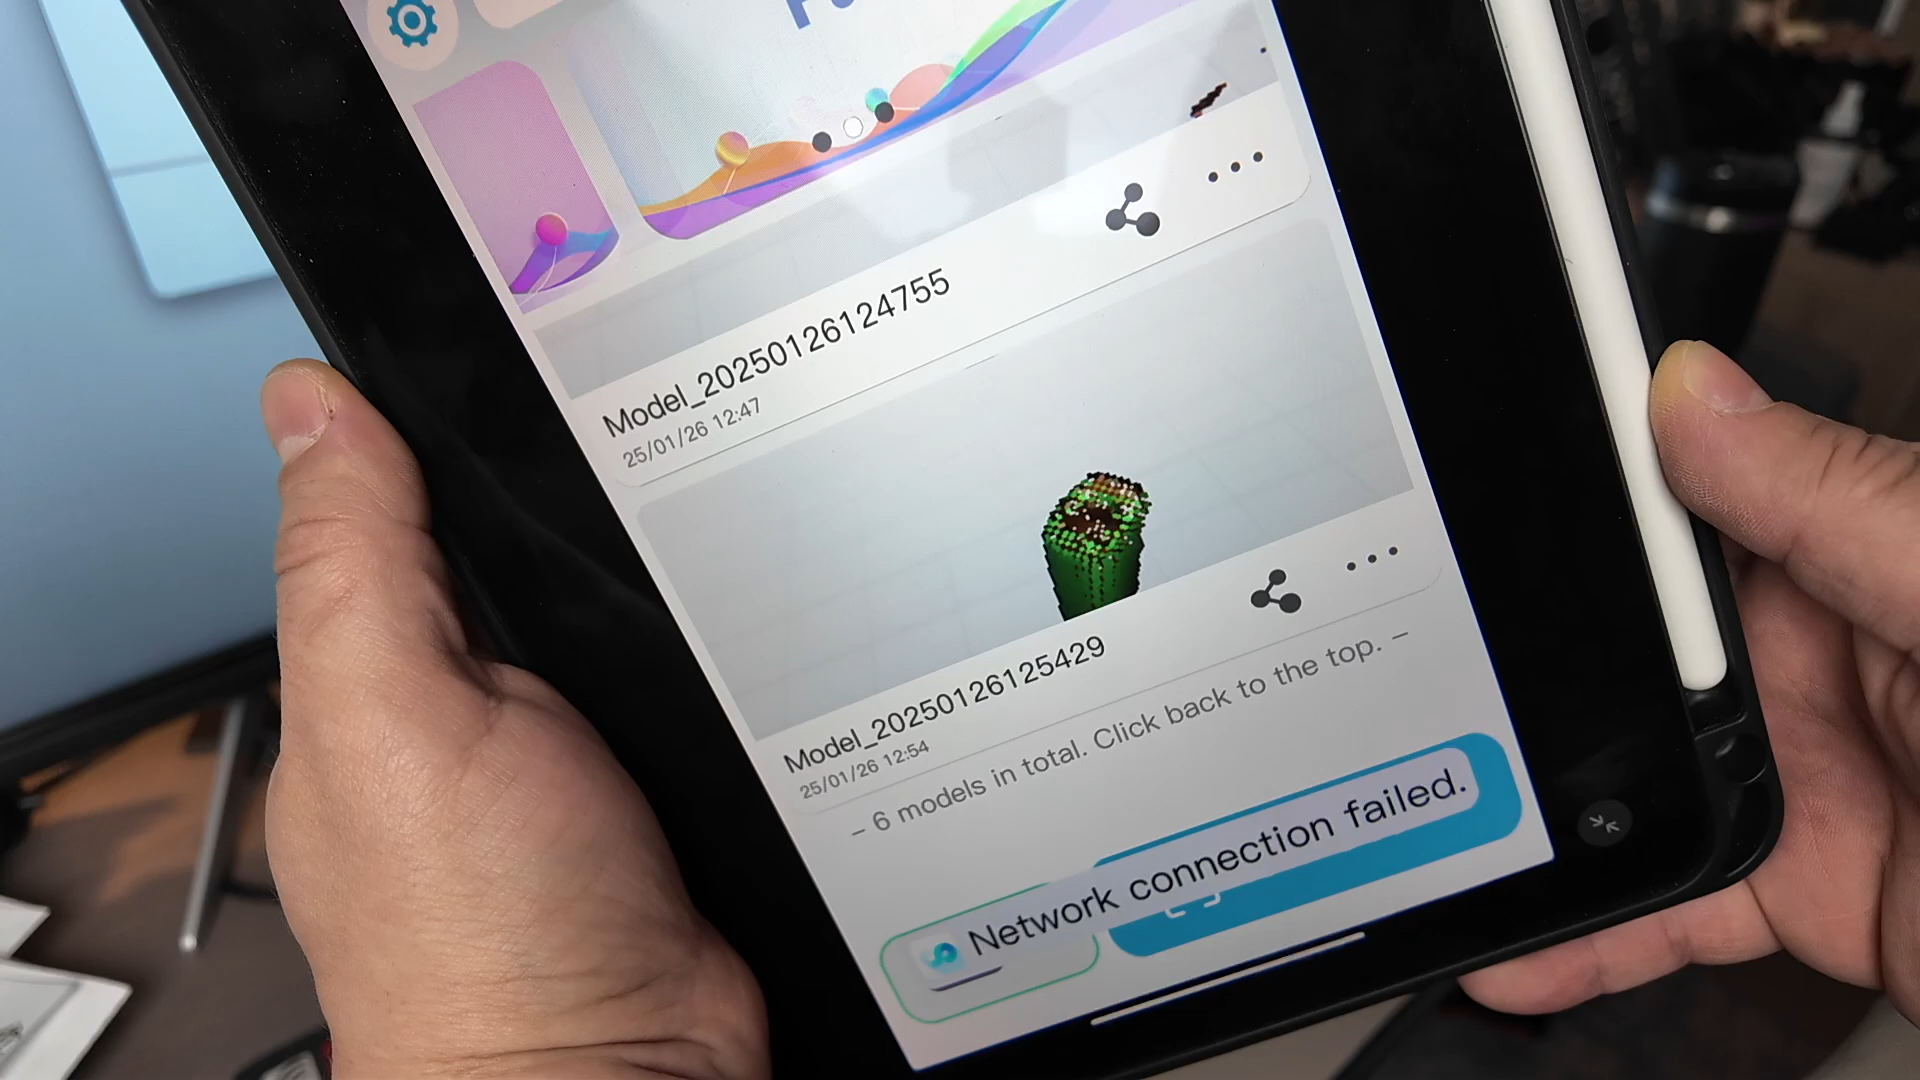 Model_20250126124755
25/01/26 12:47
Model_20250126125429
25/01/26 12:54
– 6 models in total. Click back to the top. –
Network connection failed.